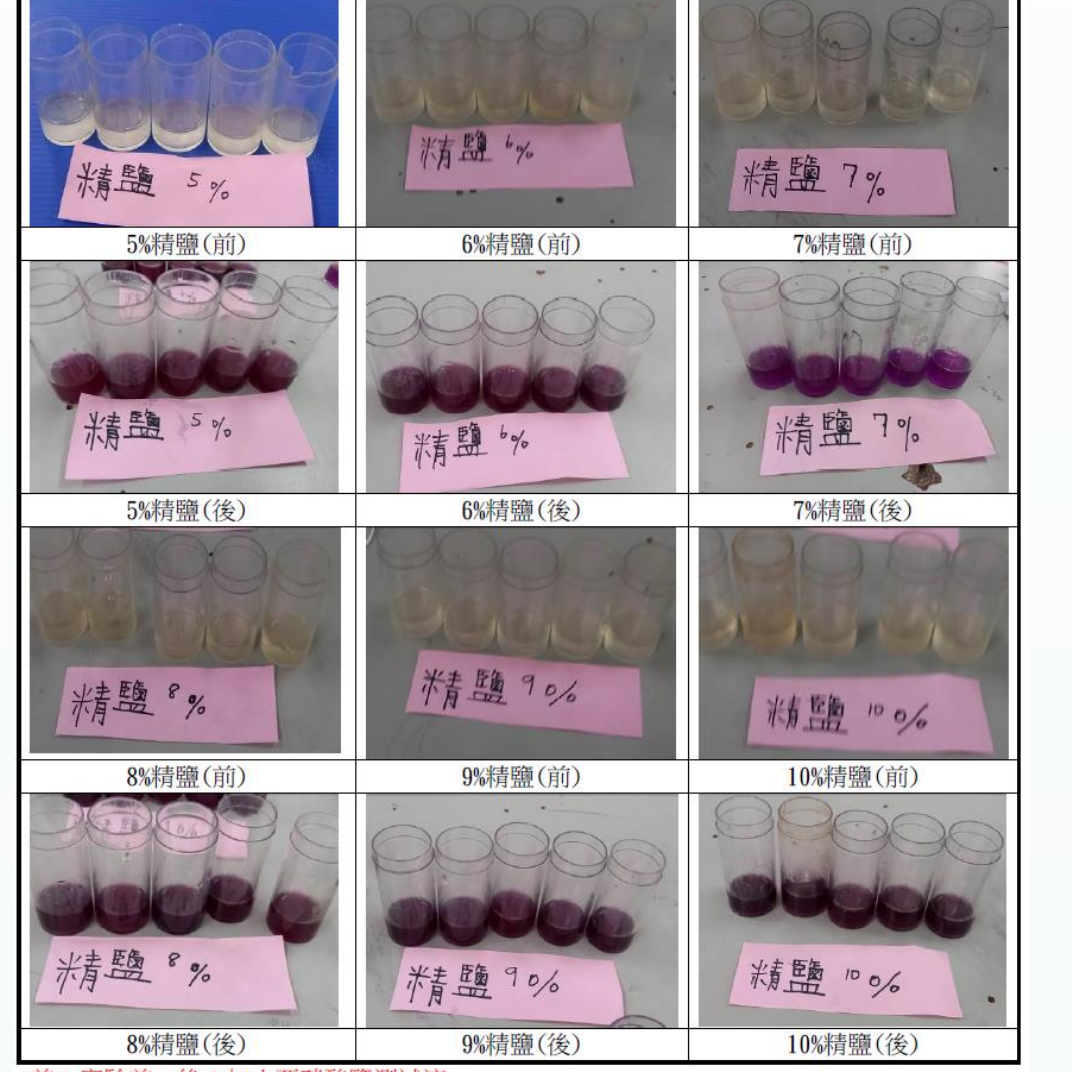 精鹽 5%
精鹽 6%
精鹽 7%
5%精鹽(前)
6%精鹽(前)
7%精鹽(前)
精鹽 5%
精鹽 6%
精鹽 7%
5%精鹽(後)
6%精鹽(後)
7%精鹽(後)
精鹽 8%
精鹽 9%
精鹽 10%
8%精鹽(前)
9%精鹽(前)
10%精鹽(前)
精鹽 8%
精鹽 9%
精鹽 10%
8%精鹽(後)
9%精鹽(後)
10%精鹽(後)